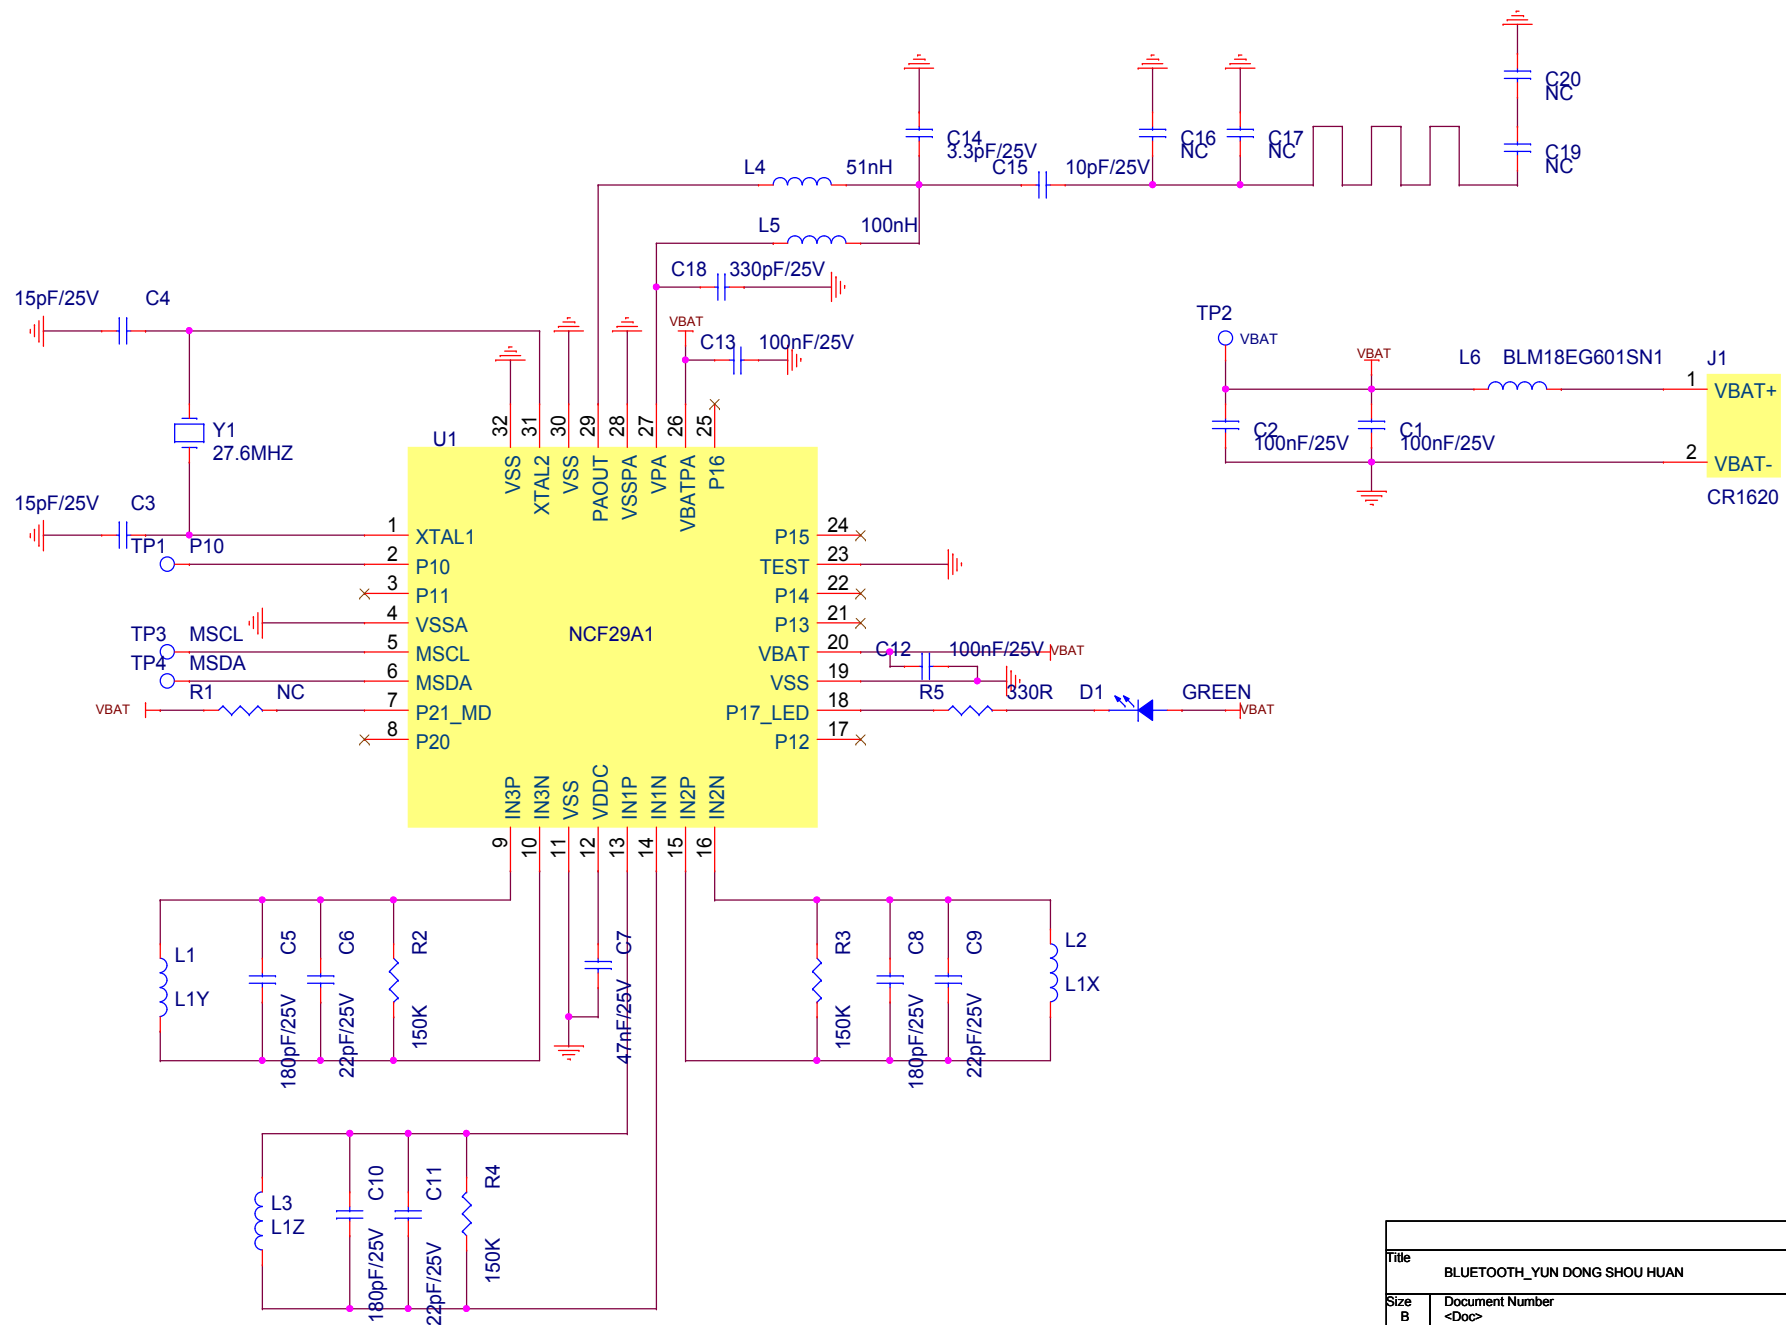 C20
NC
C14
3.3pF/25V
C16
NC
C17
NC
C19
NC
L4
51nH
C15
10pF/25V
L5
100nH
C18
330pF/25V
15pF/25V
C4
VBAT
C13
100nF/25V
TP2
VBAT
VBAT
L6
BLM18EG601SN1
J1
1
VBAT+
2
VBAT-
CR1620
C2
100nF/25V
C1
100nF/25V
Y1
27.6MHZ
U1
32
31
30
29
28
27
26
25
VSS
XTAL2
VSS
PAOUT
VSSPA
VPA
VBATPA
P16
15pF/25V
C3
TP1
P10
TP3
MSCL
TP4
MSDA
R1
NC
VBAT
1
XTAL1
2
P10
3
P11
4
VSSA
5
MSCL
6
MSDA
7
P21_MD
8
P20
NCF29A1
P15
24
TEST
23
P14
22
P13
21
VBAT
20
VSS
19
P17_LED
18
P12
17
C12
100nF/25V
VBAT
R5
330R
D1
GREEN
VBAT
IN3P
IN3N
VSS
VDDC
IN1P
IN1N
IN2P
IN2N
9
10
11
12
13
14
15
16
L1
L1Y
C5
180pF/25V
C6
22pF/25V
R2
150K
C7
47nF/25V
R3
150K
C8
180pF/25V
C9
22pF/25V
L2
L1X
L3
L1Z
C10
180pF/25V
C11
22pF/25V
R4
150K
Title
BLUETOOTH_YUN DONG SHOU HUAN
Size
B
Document Number
<Doc>